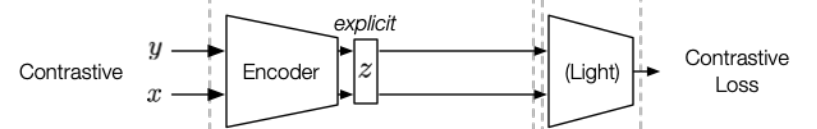 explicit
y
x
Contrastive
Encoder
z
(Light)
Contrastive
Loss